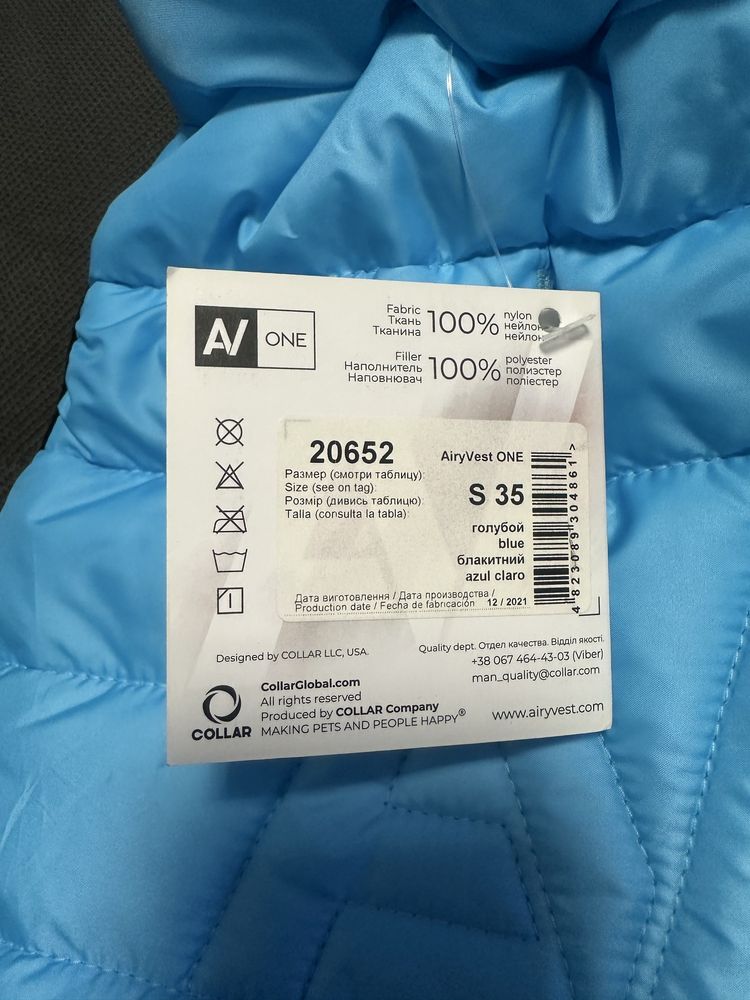 AV ONE
Fabric
Ткань
Тканина
100%
nylon
нейлон
нейлон
Filler
Наполнитель
Наповнювач
100%
polyester
полиэстер
поліестер
20652
AiryVest ONE
Размер (смотри таблицу):
Size (see on tag):
Розмір (дивись таблицю):
Talla (consulta la tabla):
S 35
голубой
blue
блакитний
azul claro
Дата виготовлення / Дата производства /
Production date / Fecha de fabricación 12 / 2021
4 823089 304861 >
Designed by COLLAR LLC, USA.
Quality dept. Отдел качества. Відділ якості.
+38 067 464-43-03 (Viber)
man_quality@collar.com
COLLAR
CollarGlobal.com
All rights reserved
Produced by COLLAR Company
MAKING PETS AND PEOPLE HAPPY®
www.airyvest.com